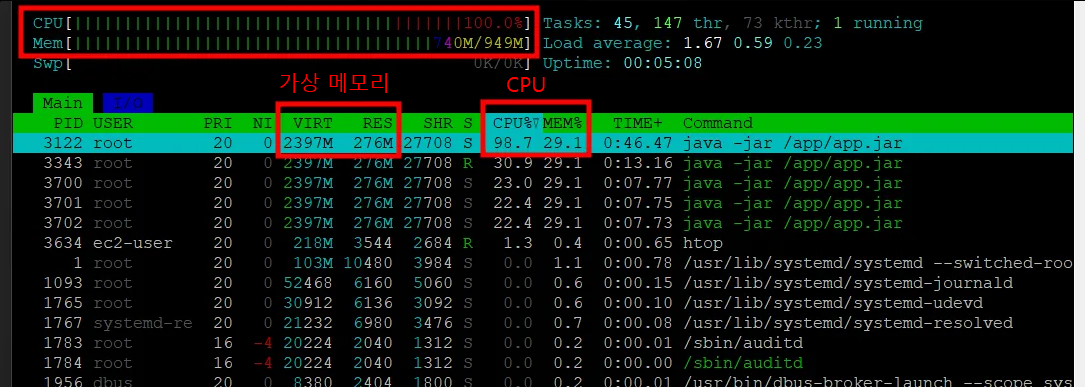 CPU[||||||||||||||||||||||||||||||||||||||||100.0%] Tasks: 45, 147 thr, 73 kthr; 1 running
Mem[|||||||||||||||||||||||||||||||||||||740M/949M] Load average: 1.67 0.59 0.23
Swp[ 0K/0K] Uptime: 00:05:08
가상 메모리 CPU
Main I/O
PID USER PRI NI VIRT RES SHR S CPU%▽MEM% TIME+ Command
3122 root 20 0 2397M 276M 27708 S 98.7 29.1 0:46.47 java -jar /app/app.jar
3343 root 20 0 2397M 276M 27708 R 30.9 29.1 0:13.16 java -jar /app/app.jar
3700 root 20 0 2397M 276M 27708 S 23.0 29.1 0:07.77 java -jar /app/app.jar
3701 root 20 0 2397M 276M 27708 S 22.4 29.1 0:07.75 java -jar /app/app.jar
3702 root 20 0 2397M 276M 27708 S 22.4 29.1 0:07.73 java -jar /app/app.jar
3634 ec2-user 20 0 218M 3544 2684 R 1.3 0.4 0:00.65 htop
1 root 20 0 103M 10480 3984 S 0.0 1.1 0:00.78 /usr/lib/systemd/systemd --switched-roo
1093 root 20 0 52468 6160 5060 S 0.0 0.6 0:00.15 /usr/lib/systemd/systemd-journald
1765 root 20 0 30912 6136 3092 S 0.0 0.6 0:00.10 /usr/lib/systemd/systemd-udevd
1767 systemd-re 20 0 21232 6980 3476 S 0.0 0.7 0:00.08 /usr/lib/systemd/systemd-resolved
1783 root 16 -4 20224 2040 1312 S 0.0 0.2 0:00.01 /sbin/auditd
1784 root 16 -4 20224 2040 1312 S 0.0 0.2 0:00.00 /sbin/auditd
1956 dbus 20 0 8380 2404 1800 S 0.0 0.2 0:00.01 /usr/bin/dbus-broker-launch --scope sys